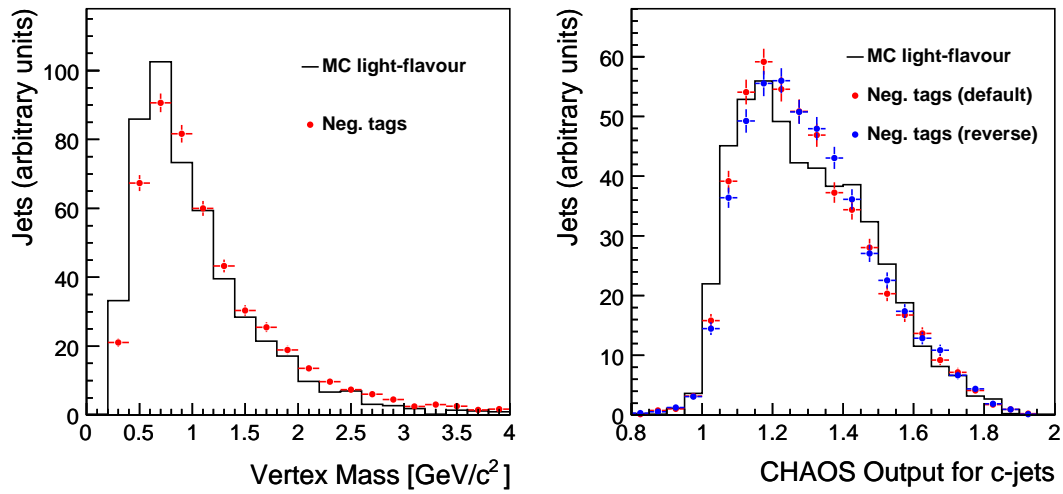 Jets (arbitrary units)
100
80
60
40
20
0
MC light-flavour
Neg. tags
0 0.5 1 1.5 2 2.5 3 3.5 4
Vertex Mass [GeV/c²]
Jets (arbitrary units)
60
50
40
30
20
10
0
MC light-flavour
Neg. tags (default)
Neg. tags (reverse)
0.8 1 1.2 1.4 1.6 1.8 2
CHAOS Output for c-jets